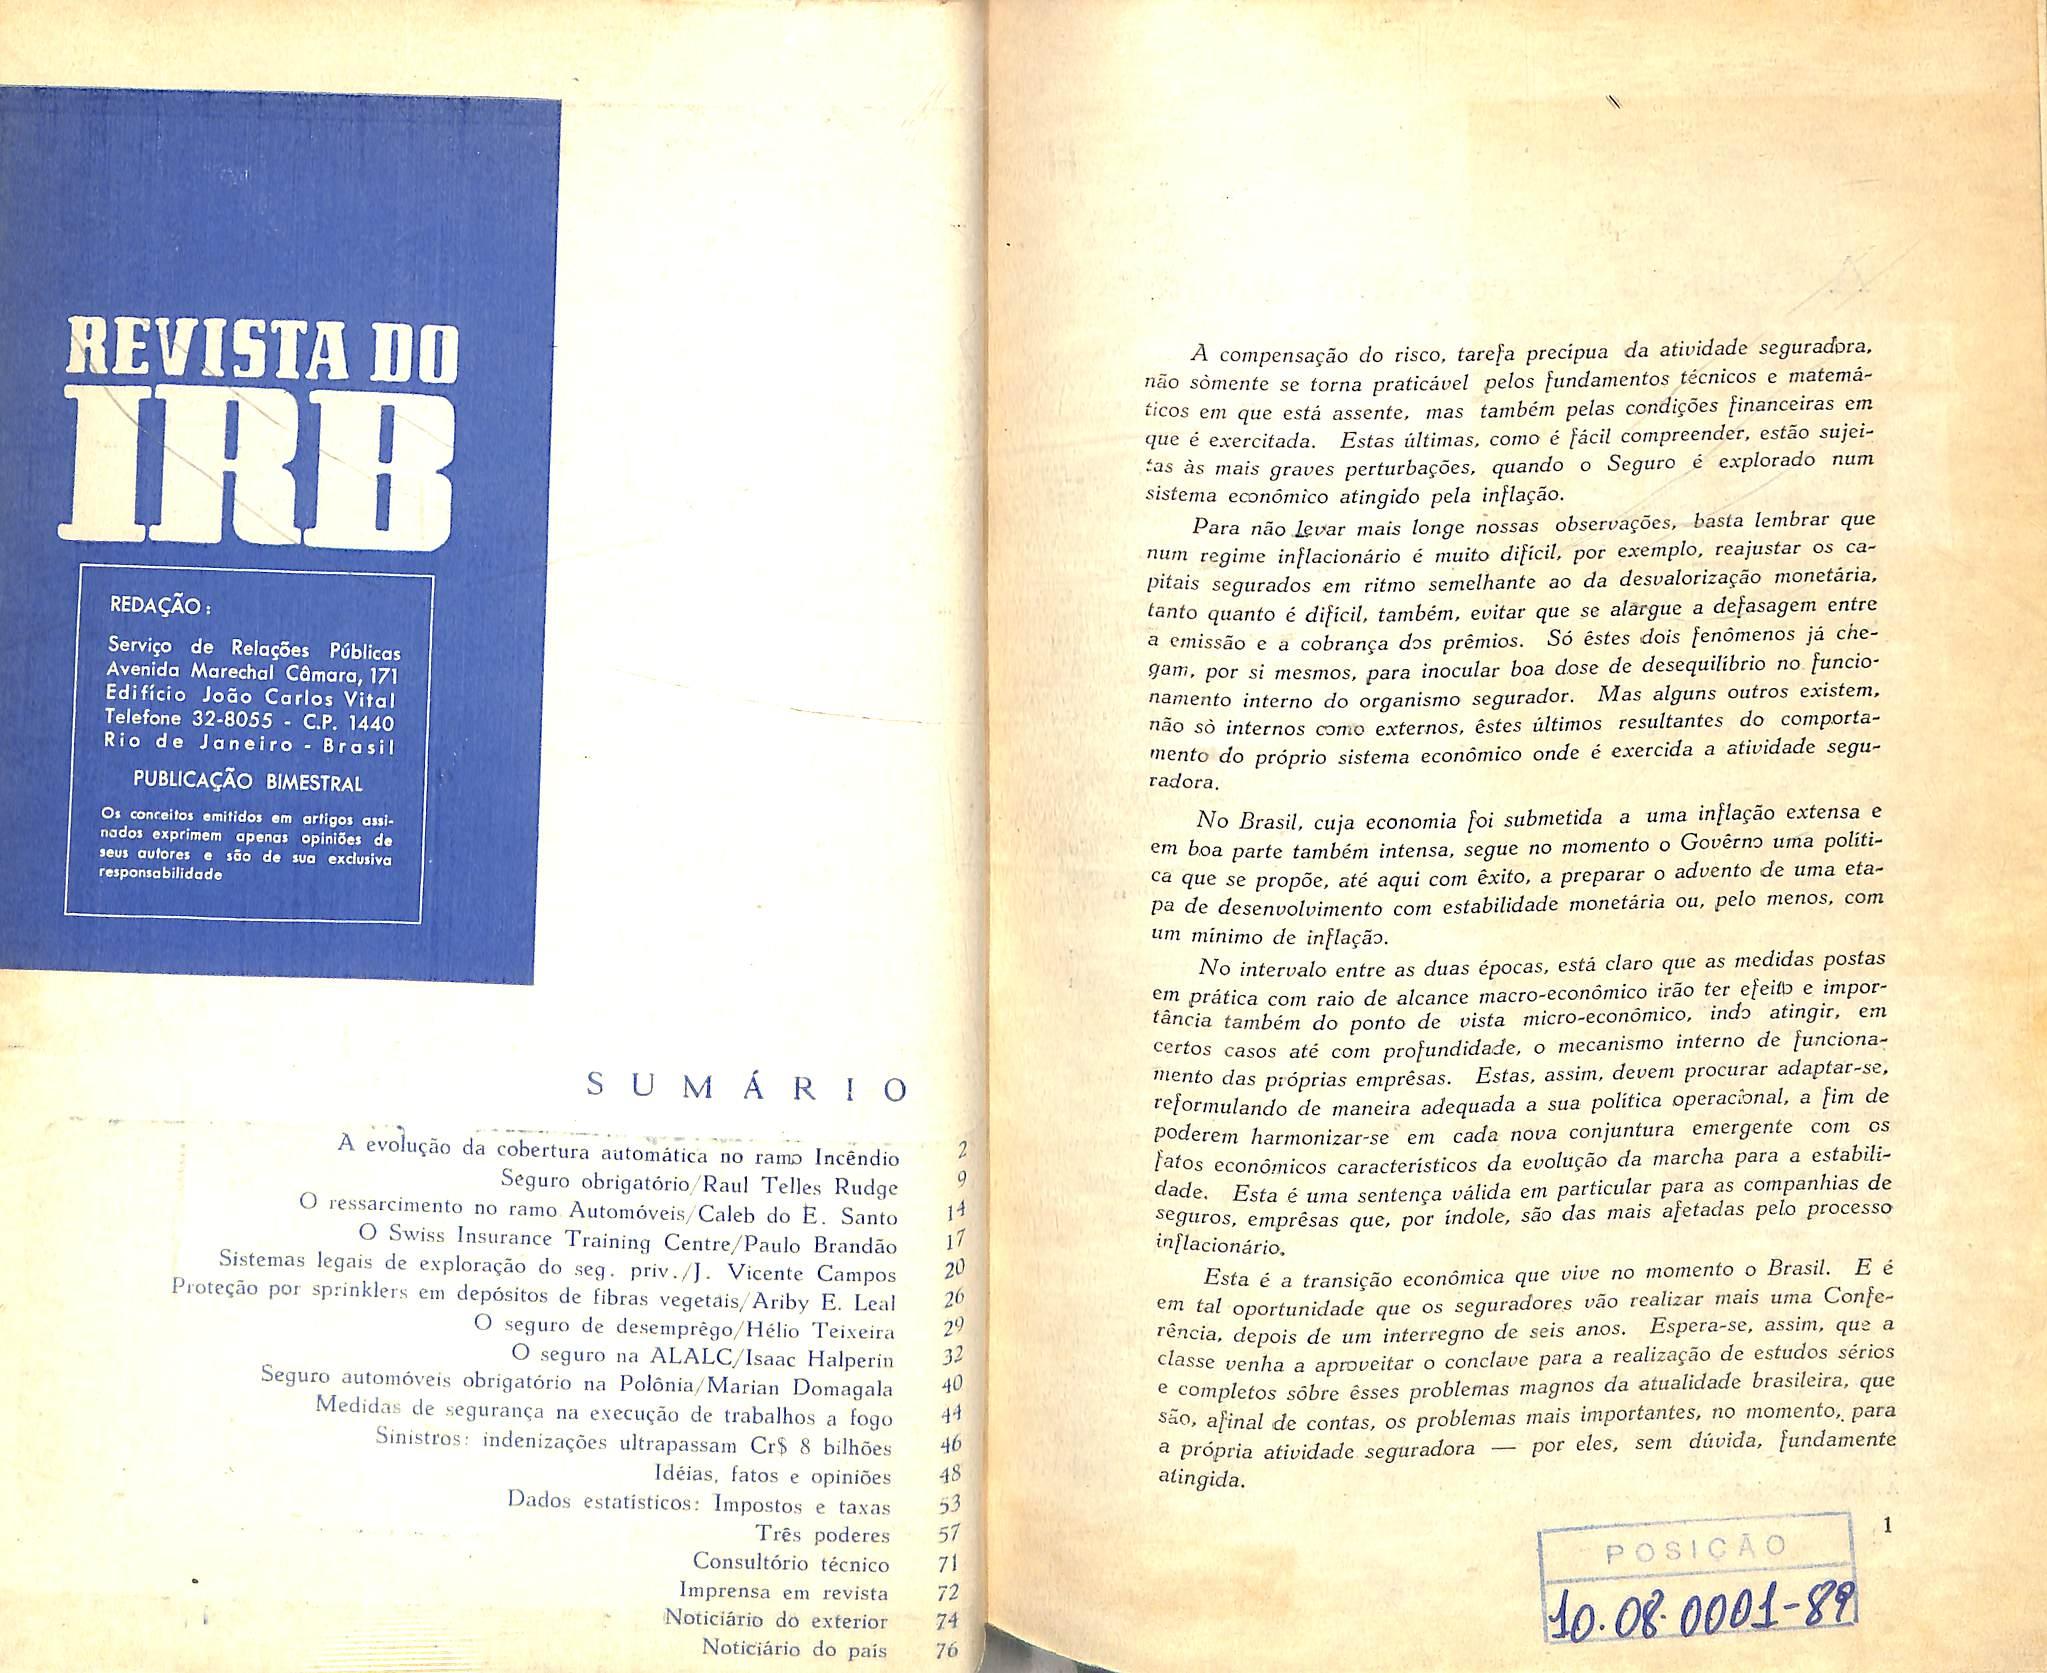 REVISTA DO
IRB
REDAÇÃO:
Serviço de Relações Públicas
Avenida Marechal Câmara, 171
Edifício João Carlos Vital
Telefone 32-8055 - C.P. 1440
Rio de Janeiro - Brasil
PUBLICAÇÃO BIMESTRAL
Os conceitos emitidos em artigos assi-
nados exprimem apenas opiniões de
seus autores e são de sua exclusiva
responsabilidade
SUMÁRIO
A evolução da cobertura automática no ramo Incêndio 2
Seguro obrigatório/Raul Telles Rudge 9
O ressarcimento no ramo Automóveis/Caleb do E. Santo 14
O Swiss Insurance Training Centre/Paulo Brandão 17
Sistemas legais de exploração do seg. priv./J. Vicente Campos 20
Proteção por sprinklers em depósitos de fibras vegetais/Ariby E. Leal 26
O seguro de desemprêgo/Hélio Teixeira 29
O seguro na ALALC/Isaac Halperin 32
Seguro automóveis obrigatório na Polônia/Marian Domagala 40
Medidas de segurança na execução de trabalhos a fogo 44
Sinistros: indenizações ultrapassam Cr$ 8 bilhões 46
Idéias, fatos e opiniões 48
Dados estatísticos: Impostos e taxas 53
Três poderes 57
Consultório técnico 71
Imprensa em revista 72
Noticiário do exterior 74
Noticiário do país 76
A compensação do risco, tarefa precípua da atividade seguradora,
não sòmente se torna praticável pelos fundamentos técnicos e matemá-
ticos em que está assente, mas também pelas condições financeiras em
que é exercitada. Estas últimas, como é fácil compreender, estão sujei-
tas às mais graves perturbações, quando o Seguro é explorado num
sistema econômico atingido pela inflação.
Para não levar mais longe nossas observações, basta lembrar que
num regime inflacionário é muito difícil, por exemplo, reajustar os ca-
pitais segurados em ritmo semelhante ao da desvalorização monetária,
tanto quanto é difícil, também, evitar que se alargue a defasagem entre
a emissão e a cobrança dos prêmios. Só êstes dois fenômenos já che-
gam, por si mesmos, para inocular boa dose de desequilíbrio no funcio-
namento interno do organismo segurador. Mas alguns outros existem,
não sò internos como externos, êstes últimos resultantes do comporta-
mento do próprio sistema econômico onde é exercida a atividade segu-
radora.
No Brasil, cuja economia foi submetida a uma inflação extensa e
em boa parte também intensa, segue no momento o Govêrno uma políti-
ca que se propõe, até aqui com êxito, a preparar o advento de uma eta-
pa de desenvolvimento com estabilidade monetária ou, pelo menos, com
um mínimo de inflação.
No intervalo entre as duas épocas, está claro que as medidas postas
em prática com raio de alcance macro-econômico irão ter efeito e impor-
tância também do ponto de vista micro-econômico, indo atingir, em
certos casos até com profundidade, o mecanismo interno de funciona-
mento das próprias emprêsas. Estas, assim, devem procurar adaptar-se,
reformulando de maneira adequada a sua política operacional, a fim de
poderem harmonizar-se em cada nova conjuntura emergente com os
fatos econômicos característicos da evolução da marcha para a estabili-
dade. Esta é uma sentença válida em particular para as companhias de
seguros, emprêsas que, por índole, são das mais afetadas pelo processo
inflacionário.
Esta é a transição econômica que vive no momento o Brasil. E é
em tal oportunidade que os seguradores vão realizar mais uma Confe-
rência, depois de um interregno de seis anos. Espera-se, assim, que a
classe venha a aproveitar o conclave para a realização de estudos sérios
e completos sôbre êsses problemas magnos da atualidade brasileira, que
são, afinal de contas, os problemas mais importantes, no momento, para
a própria atividade seguradora — por eles, sem dúvida, fundamente
atingida.
1
POSIÇÃO
10.08.0001-89